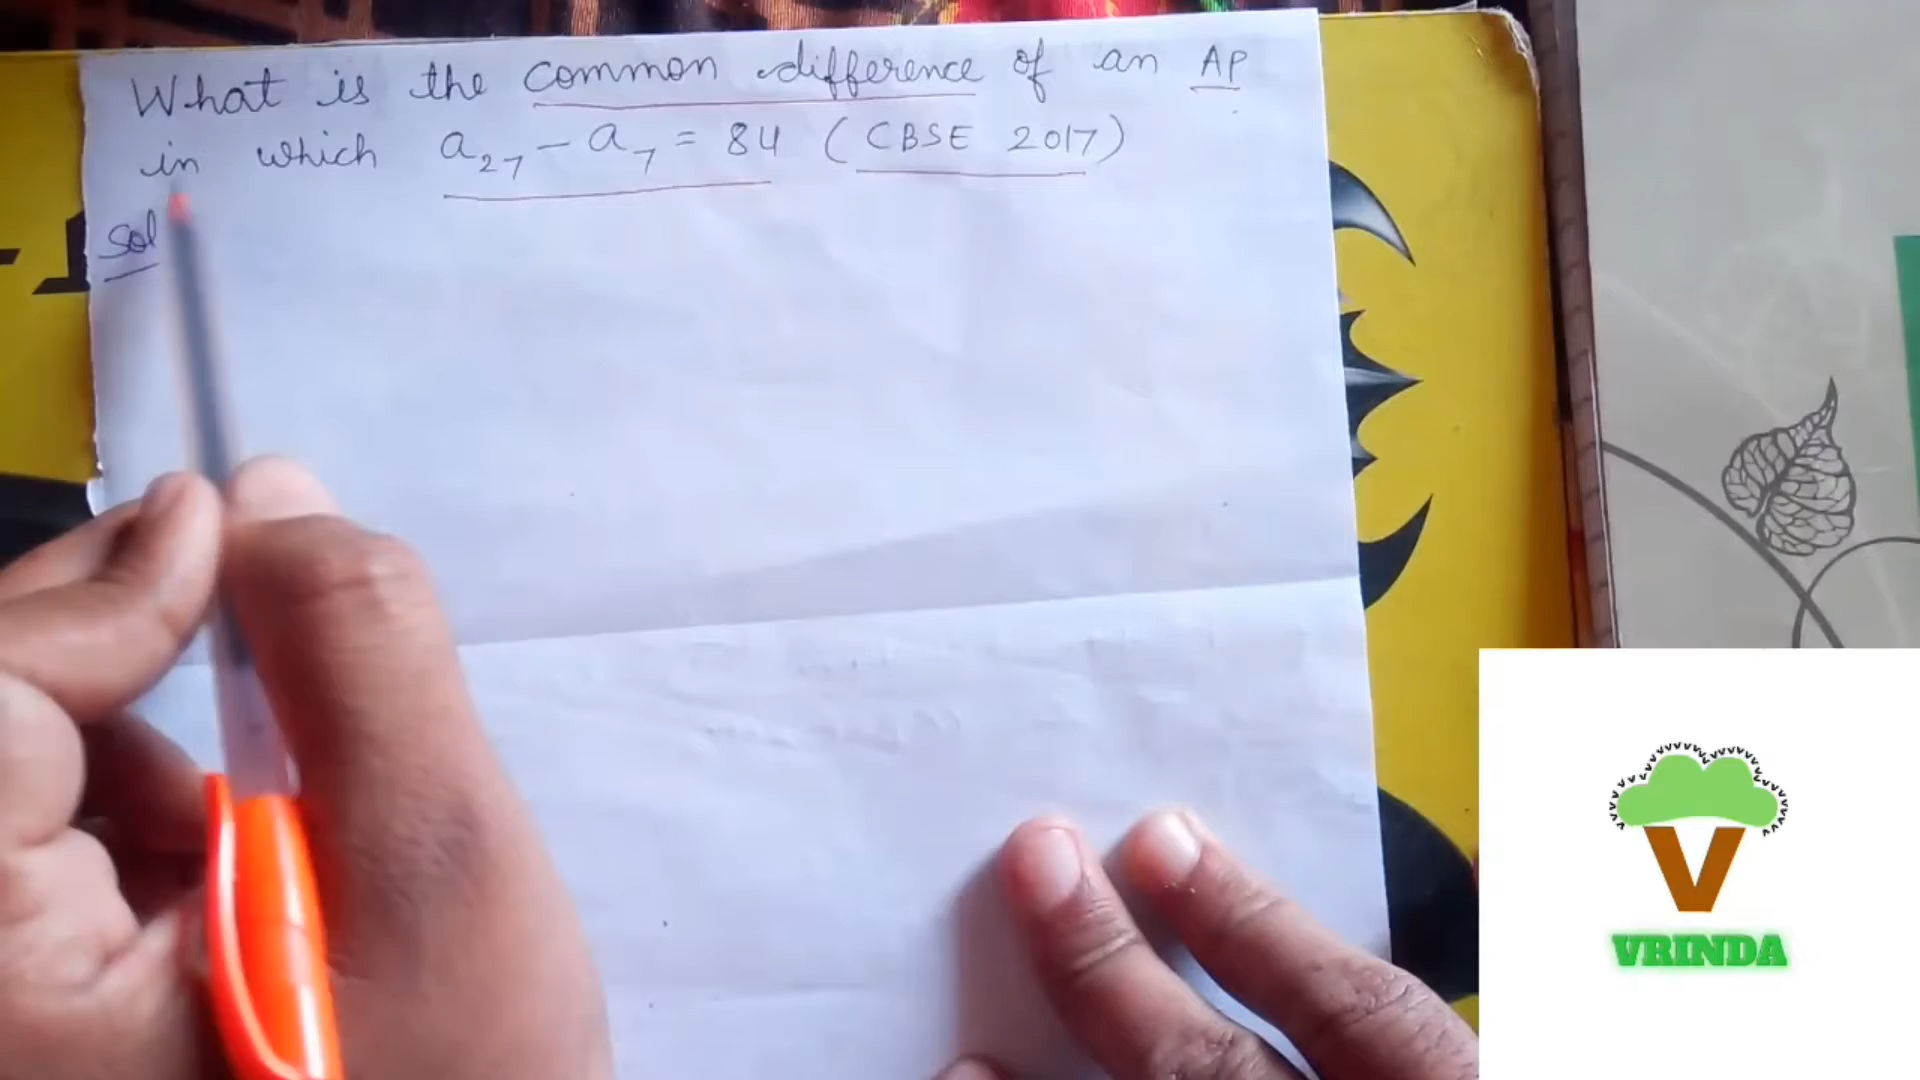 What is the common difference of an AP
in which a₂₇ - a₇ = 84 (CBSE 2017)
Sol
V
VRINDA